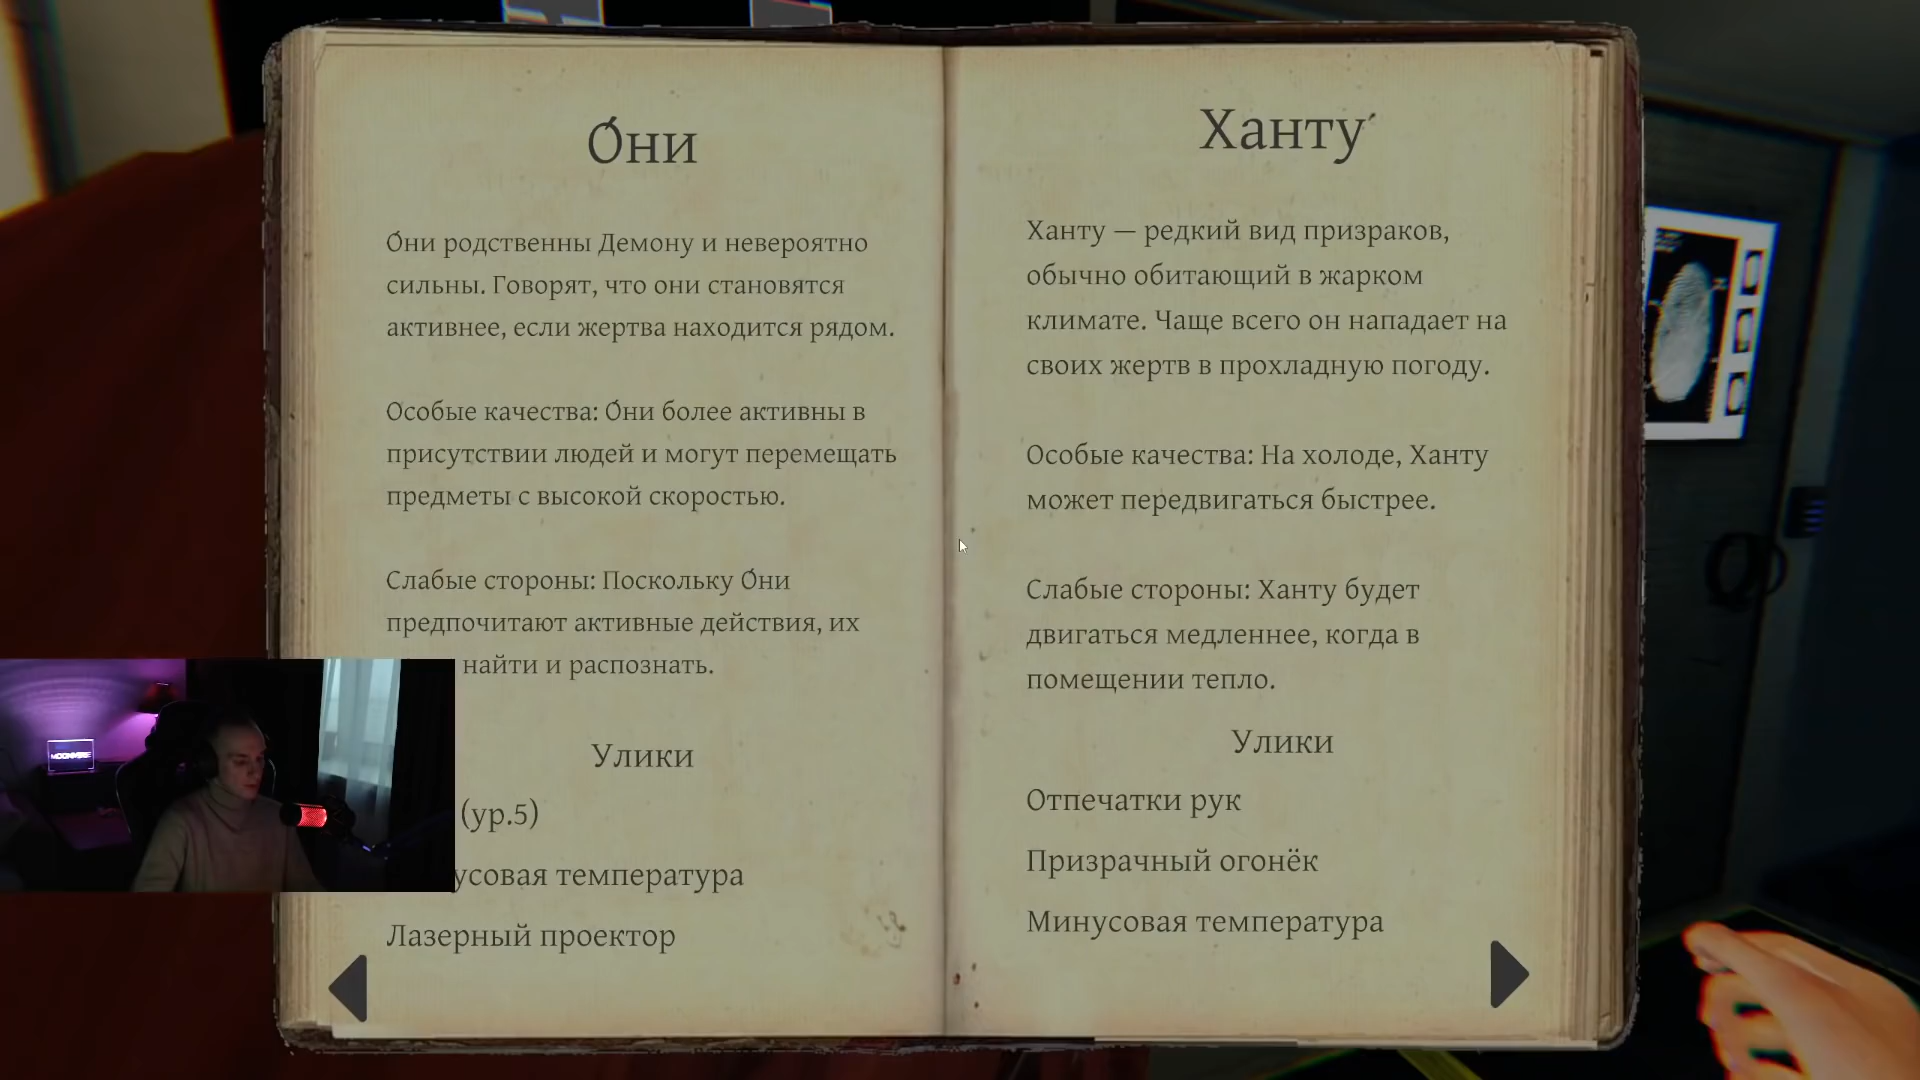 О́ни
О́ни родственны Демону и невероятно
сильны. Говорят, что они становятся
активнее, если жертва находится рядом.
Особые качества: О́ни более активны в
присутствии людей и могут перемещать
предметы с высокой скоростью.
Слабые стороны: Поскольку О́ни
предпочитают активные действия, их
найти и распознать.
Улики
(ур.5)
усовая температура
Лазерный проектор
Ханту́
Ханту — редкий вид призраков,
обычно обитающий в жарком
климате. Чаще всего он нападает на
своих жертв в прохладную погоду.
Особые качества: На холоде, Ханту
может передвигаться быстрее.
Слабые стороны: Ханту будет
двигаться медленнее, когда в
помещении тепло.
Улики
Отпечатки рук
Призрачный огонёк
Минусовая температура